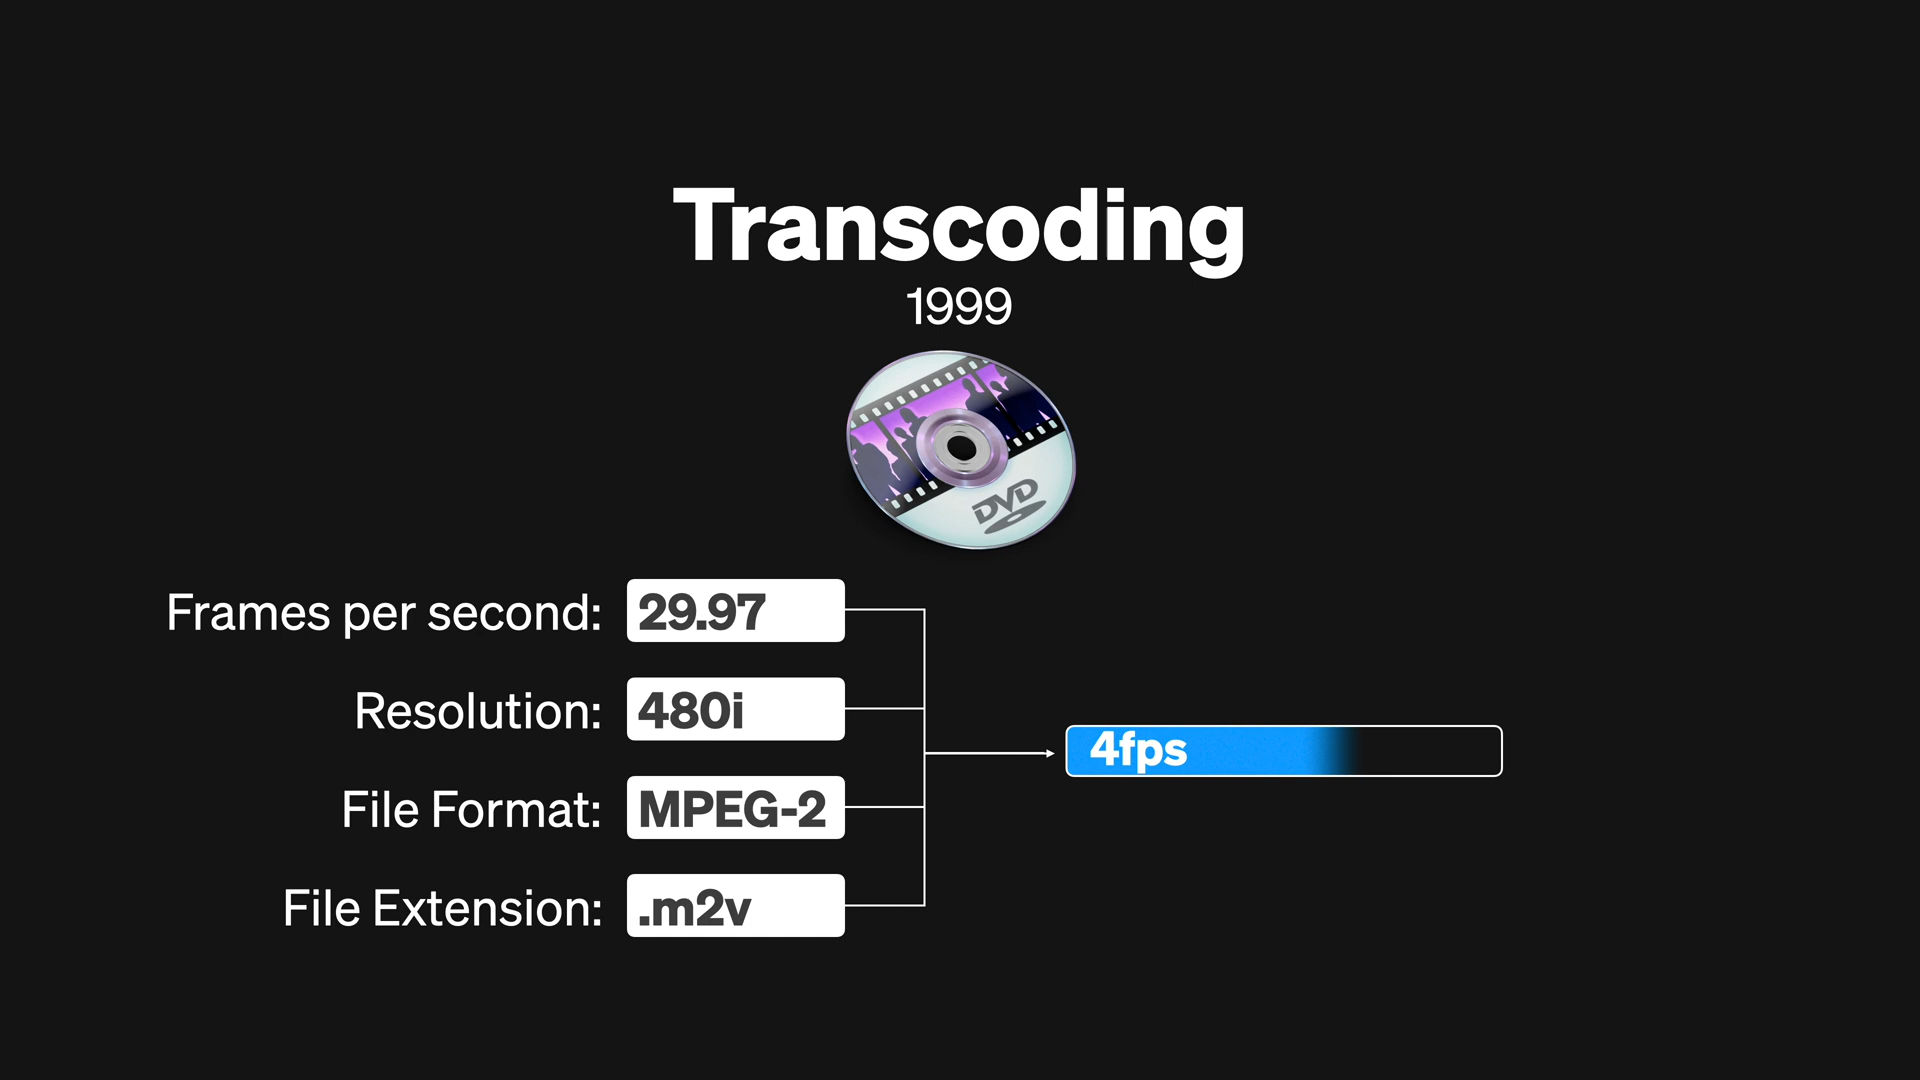 Transcoding
1999
DVD
Frames per second: 29.97
Resolution: 480i
4fps
File Format: MPEG-2
File Extension: .m2v